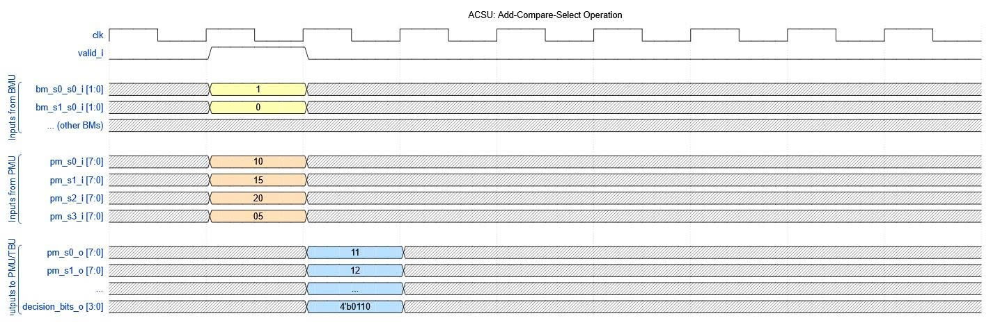 ACSU: Add-Compare-Select Operation
clk
valid_i
Inputs from BMU
bm_s0_s0_i [1:0] 1
bm_s1_s0_i [1:0] 0
... (other BMs)
Inputs from PMU
pm_s0_i [7:0] 10
pm_s1_i [7:0] 15
pm_s2_i [7:0] 20
pm_s3_i [7:0] 05
utputs to PMU/TBU
pm_s0_o [7:0] 11
pm_s1_o [7:0] 12
... ...
decision_bits_o [3:0] 4'b0110